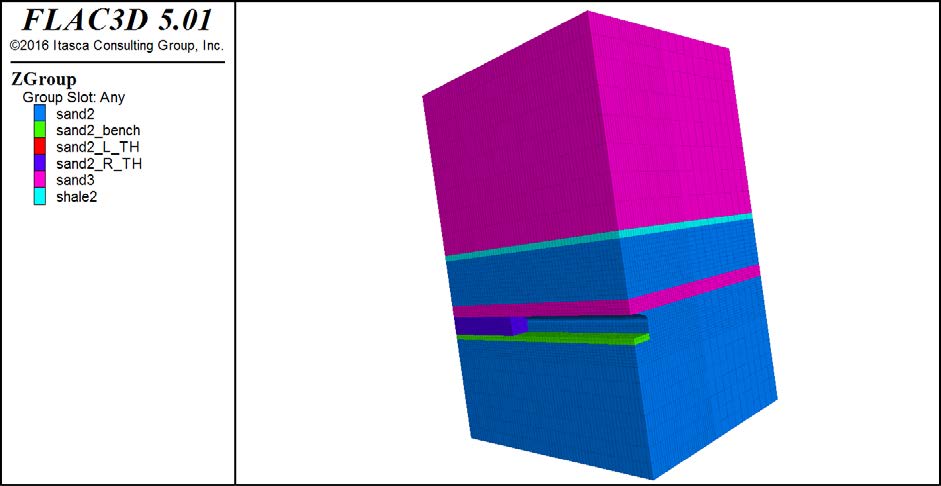 FLAC3D 5.01
©2016 Itasca Consulting Group, Inc.
ZGroup
Group Slot: Any
sand2
sand2_bench
sand2_L_TH
sand2_R_TH
sand3
shale2